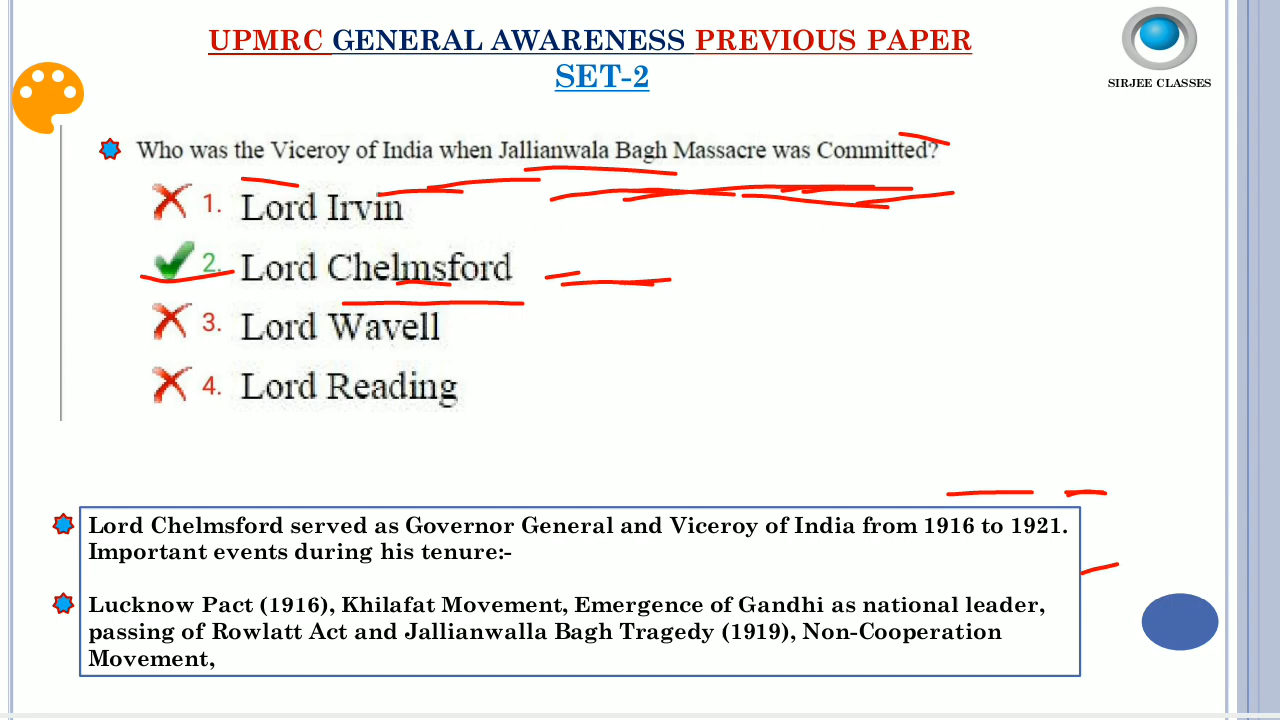 UPMRC GENERAL AWARENESS PREVIOUS PAPER
SET-2
SIRJEE CLASSES
Who was the Viceroy of India when Jallianwala Bagh Massacre was Committed?
1. Lord Irvin
2. Lord Chelmsford
3. Lord Wavell
4. Lord Reading
Lord Chelmsford served as Governor General and Viceroy of India from 1916 to 1921.
Important events during his tenure:-
Lucknow Pact (1916), Khilafat Movement, Emergence of Gandhi as national leader,
passing of Rowlatt Act and Jallianwalla Bagh Tragedy (1919), Non-Cooperation
Movement,